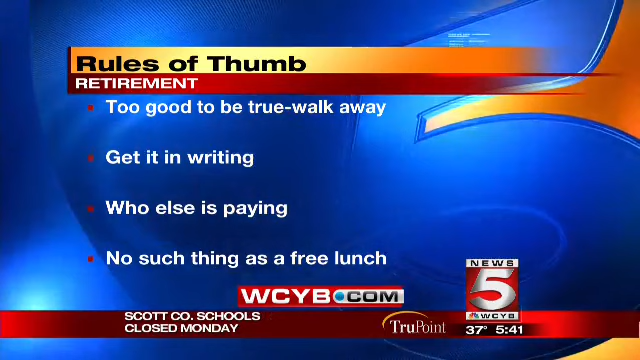 Rules of Thumb
RETIREMENT
Too good to be true-walk away
Get it in writing
Who else is paying
No such thing as a free lunch
WCYB.COM
NEWS
5
WCYB
SCOTT CO. SCHOOLS
CLOSED MONDAY
TruPoint
37° 5:41